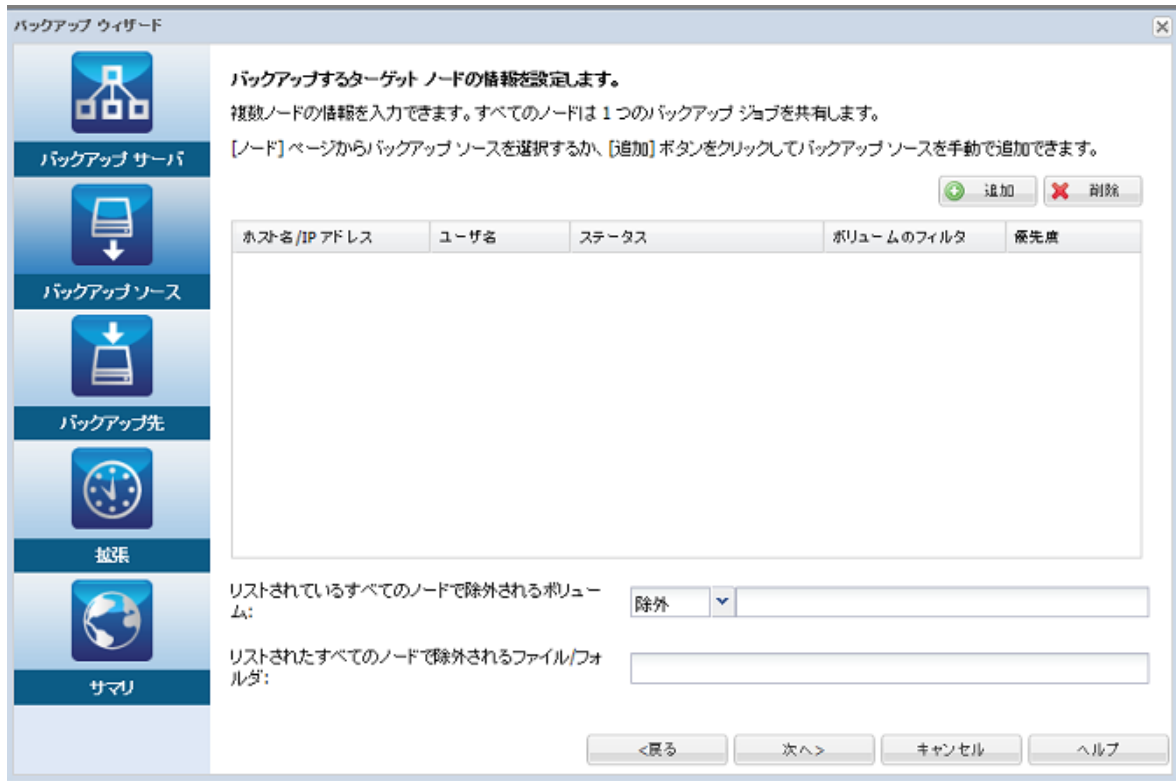 バックアップ ウィザード
バックアップ サーバ
バックアップ ソース
バックアップ先
拡張
サマリ
バックアップするターゲット ノードの情報を設定します。
複数ノードの情報を入力できます。すべてのノードは 1 つのバックアップ ジョブを共有します。
[ノード] ページからバックアップ ソースを選択するか、[追加] ボタンをクリックしてバックアップ ソースを手動で追加できます。
追加 削除
ホスト名/IP アドレス ユーザ名 ステータス ボリュームのフィルタ 優先度
リストされているすべてのノードで除外されるボリュー
ム: 除外
リストされたすべてのノードで除外されるファイル/フォ
ルダ:
<戻る 次へ> キャンセル ヘルプ